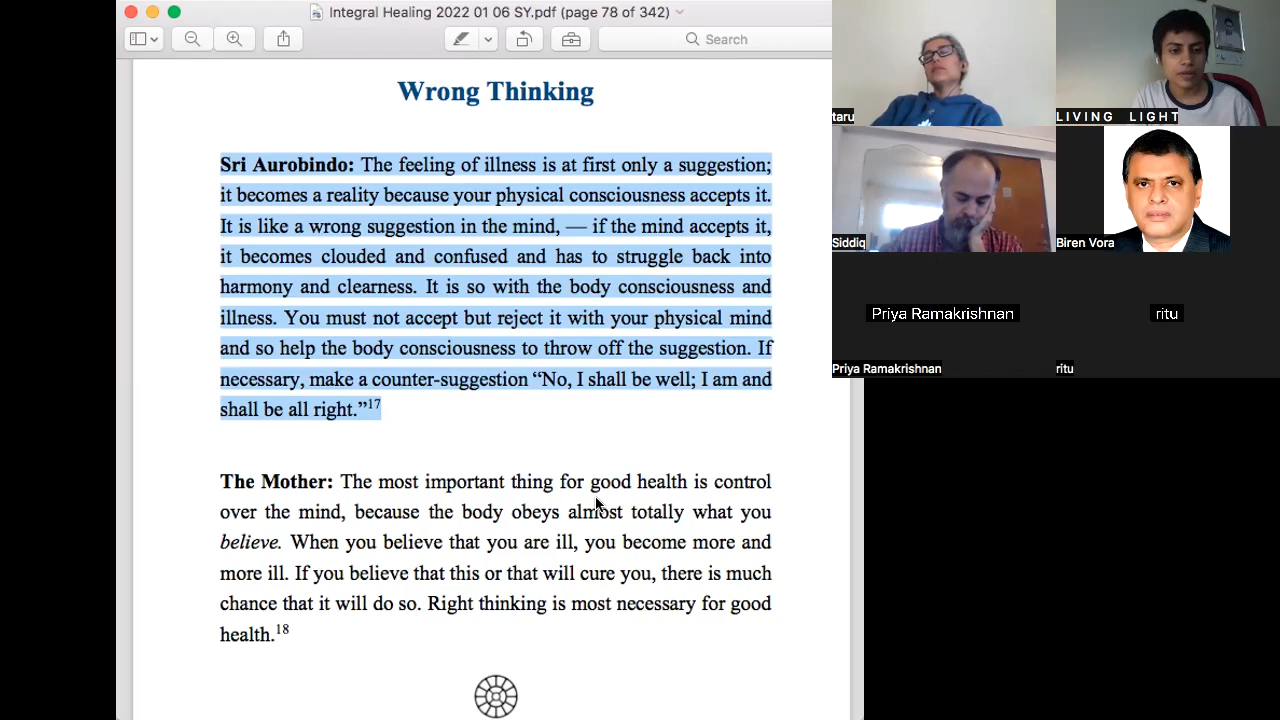 Integral Healing 2022 01 06 SY.pdf (page 78 of 342)
Search
Wrong Thinking
Sri Aurobindo: The feeling of illness is at first only a suggestion;
it becomes a reality because your physical consciousness accepts it.
It is like a wrong suggestion in the mind, — if the mind accepts it,
it becomes clouded and confused and has to struggle back into
harmony and clearness. It is so with the body consciousness and
illness. You must not accept but reject it with your physical mind
and so help the body consciousness to throw off the suggestion. If
necessary, make a counter-suggestion “No, I shall be well; I am and
shall be all right.”17
The Mother: The most important thing for good health is control
over the mind, because the body obeys almost totally what you
believe. When you believe that you are ill, you become more and
more ill. If you believe that this or that will cure you, there is much
chance that it will do so. Right thinking is most necessary for good
health.18
taru
LIVING LIGHT
Siddiq
Biren Vora
Priya Ramakrishnan
ritu
Priya Ramakrishnan
ritu